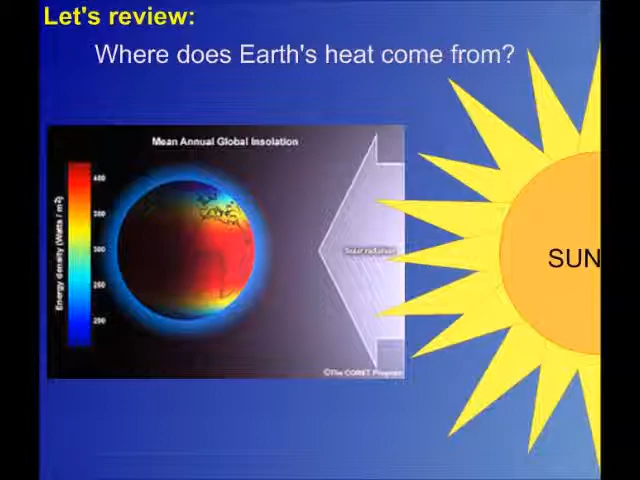 Let's review:
Where does Earth's heat come from?
Mean Annual Global Insolation
Energy density (Watts / m²)
400
350
300
250
200
Solar radiation
SUN
©The COMET Program